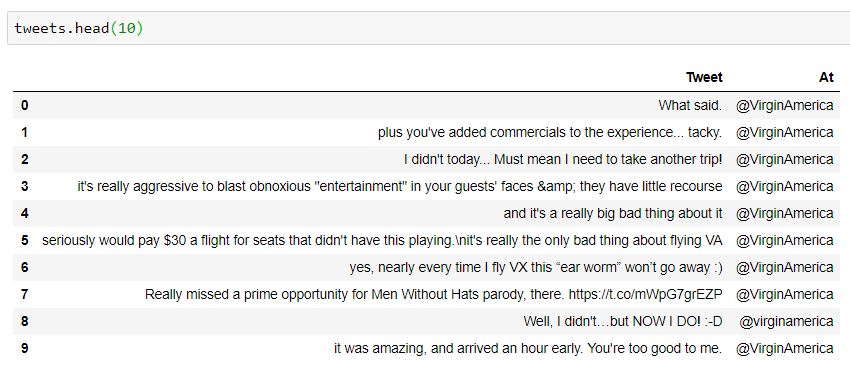 tweets.head(10)
Tweet At
0 What said. @VirginAmerica
1 plus you've added commercials to the experience... tacky. @VirginAmerica
2 I didn't today... Must mean I need to take another trip! @VirginAmerica
3 it's really aggressive to blast obnoxious "entertainment" in your guests' faces &amp; they have little recourse @VirginAmerica
4 and it's a really big bad thing about it @VirginAmerica
5 seriously would pay $30 a flight for seats that didn't have this playing.\nit's really the only bad thing about flying VA @VirginAmerica
6 yes, nearly every time I fly VX this “ear worm” won’t go away :) @VirginAmerica
7 Really missed a prime opportunity for Men Without Hats parody, there. https://t.co/mWpG7grEZP @VirginAmerica
8 Well, I didn't…but NOW I DO! :-D @virginamerica
9 it was amazing, and arrived an hour early. You're too good to me. @VirginAmerica